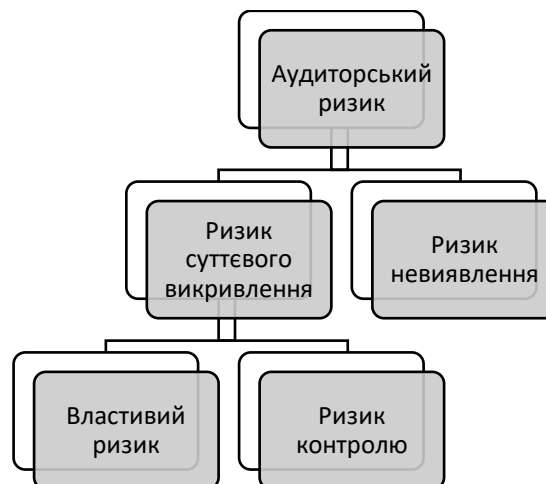 Аудиторський
ризик
Ризик
суттєвого
викривлення
Ризик
невиявлення
Властивий
ризик
Ризик
контролю